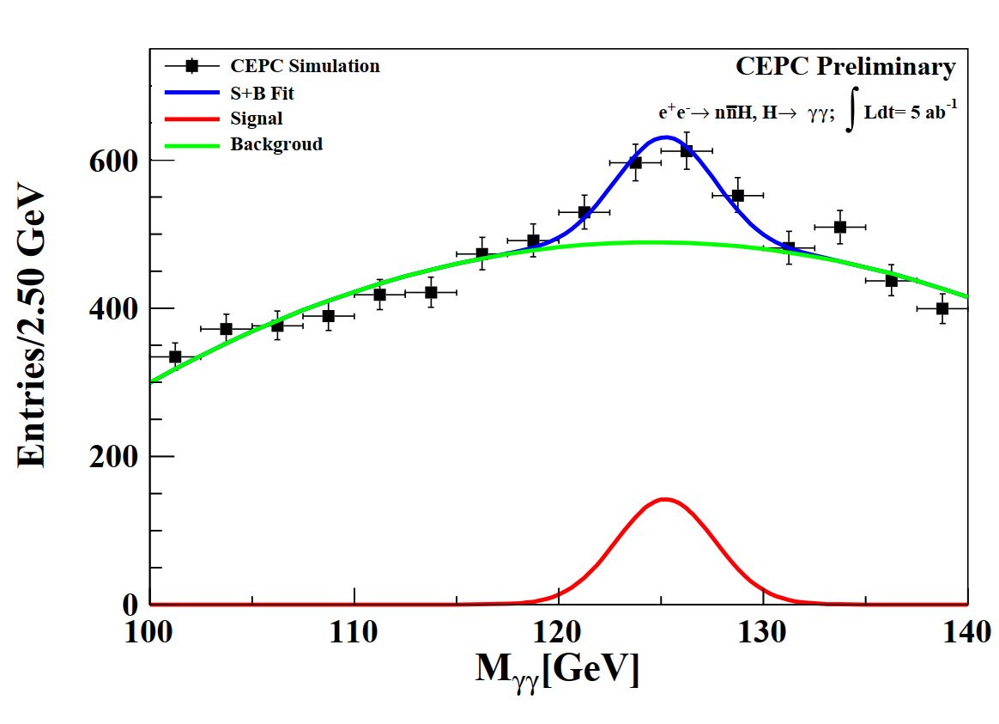 CEPC Simulation
S+B Fit
Signal
Backgroud
CEPC Preliminary
e⁺e⁻→ nn̅H, H→ γγ; ∫ Ldt= 5 ab⁻¹
Entries/2.50 GeV
600
400
200
0
100 110 120 130 140
Mγγ[GeV]